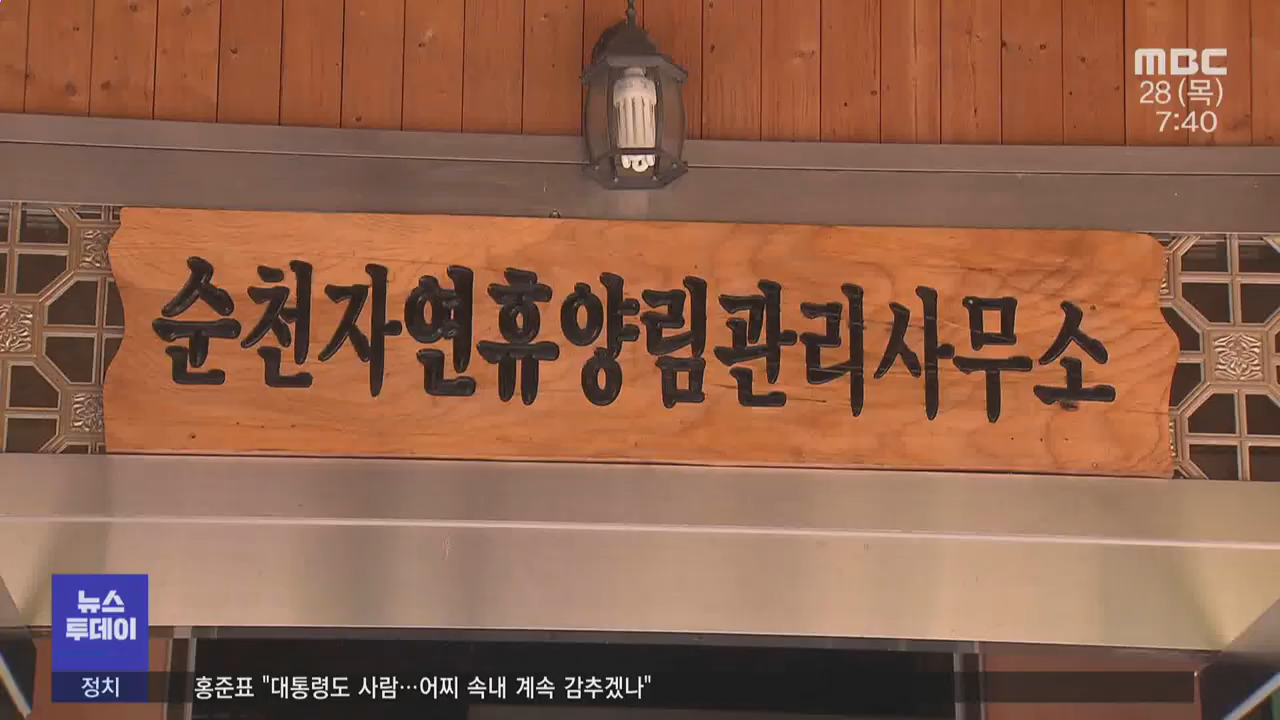 MBC
28(목)
7:40
순천자연휴양림관리사무소
뉴스
투데이
정치
홍준표 "대통령도 사람…어찌 속내 계속 감추겠나"